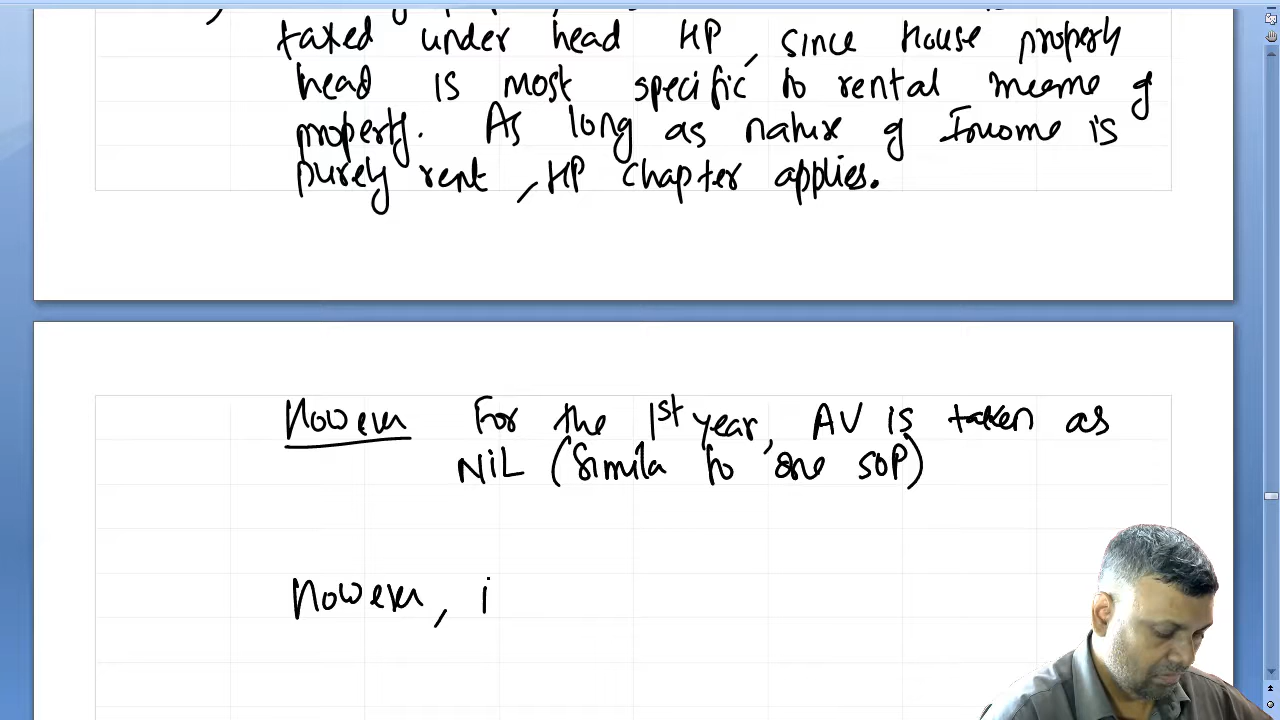 taxed under head HP, since House property
head is most specific to rental income of
property. As long as nature of Income is
purely rent, HP chapter applies.
However For the 1st year, AV is taken as
NIL (Simila to one SOP)
However, i